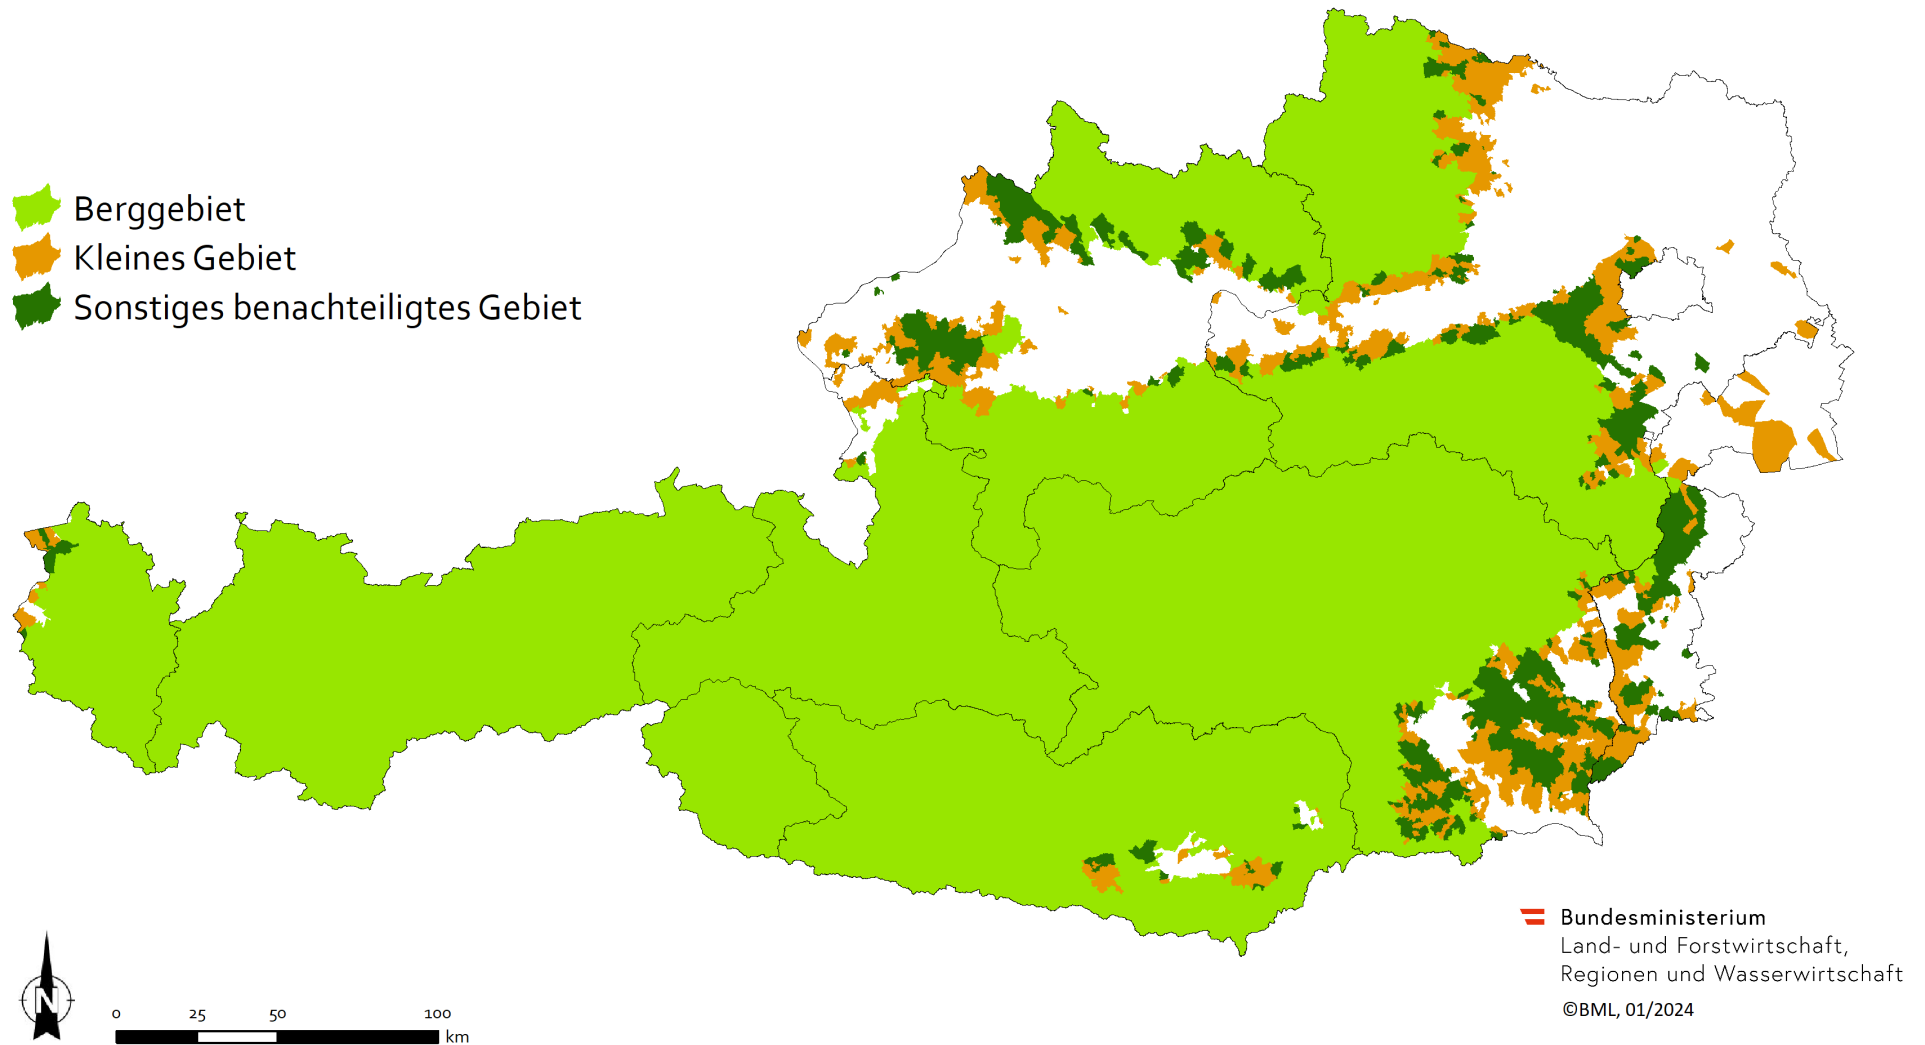 Berggebiet
Kleines Gebiet
Sonstiges benachteiligtes Gebiet
N
0 25 50 100
km
Bundesministerium
Land- und Forstwirtschaft,
Regionen und Wasserwirtschaft
©BML, 01/2024